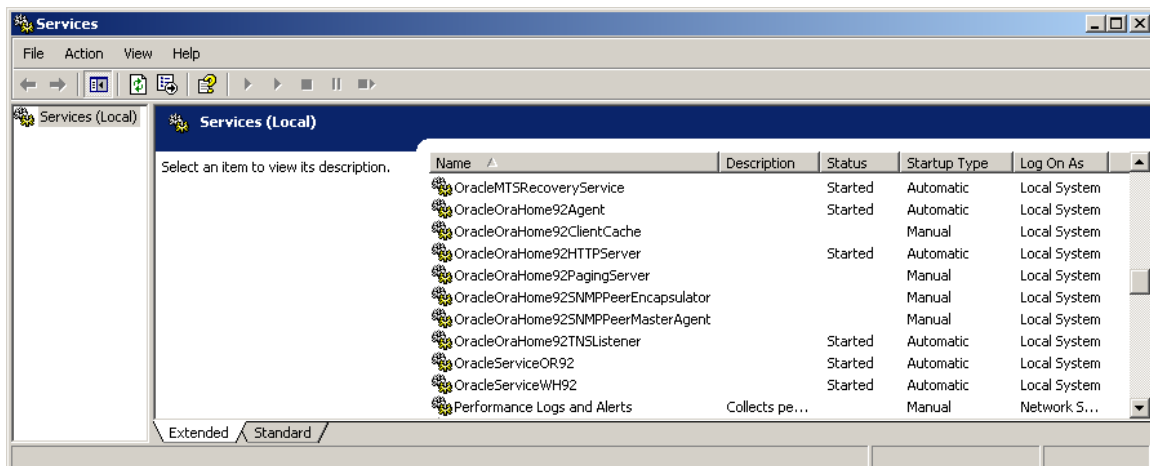 Services
File Action View Help
Services (Local)
Services (Local)
Select an item to view its description.
Name Description Status Startup Type Log On As
OracleMTSRecoveryService Started Automatic Local System
OracleOraHome92Agent Started Automatic Local System
OracleOraHome92ClientCache Manual Local System
OracleOraHome92HTTPServer Started Automatic Local System
OracleOraHome92PagingServer Manual Local System
OracleOraHome92SNMPPeerEncapsulator Manual Local System
OracleOraHome92SNMPPeerMasterAgent Manual Local System
OracleOraHome92TNSListener Started Automatic Local System
OracleServiceOR92 Started Automatic Local System
OracleServiceWH92 Started Automatic Local System
Performance Logs and Alerts Collects pe... Manual Network S...
Extended Standard